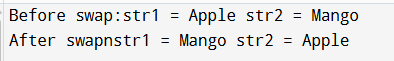 Before swap:str1 = Apple str2 = Mango
After swapnstr1 = Mango str2 = Apple